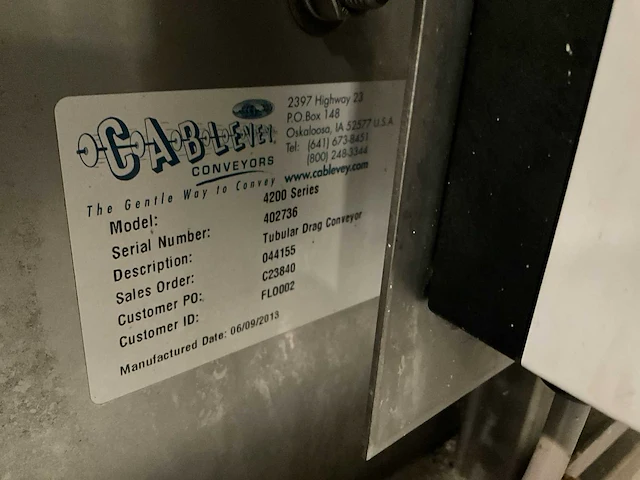 CABLEVEY
CONVEYORS
The Gentle Way to Convey
2397 Highway 23
P.O.Box 148
Oskaloosa, IA 52577 U.S.A
Tel: (641) 673-8451
(800) 248-3344
www.cablevey.com
Model: 4200 Series
Serial Number: 402736
Description: Tubular Drag Conveyor
Sales Order: 044155
Customer PO: C23840
Customer ID: FLO002
Manufactured Date: 06/09/2013